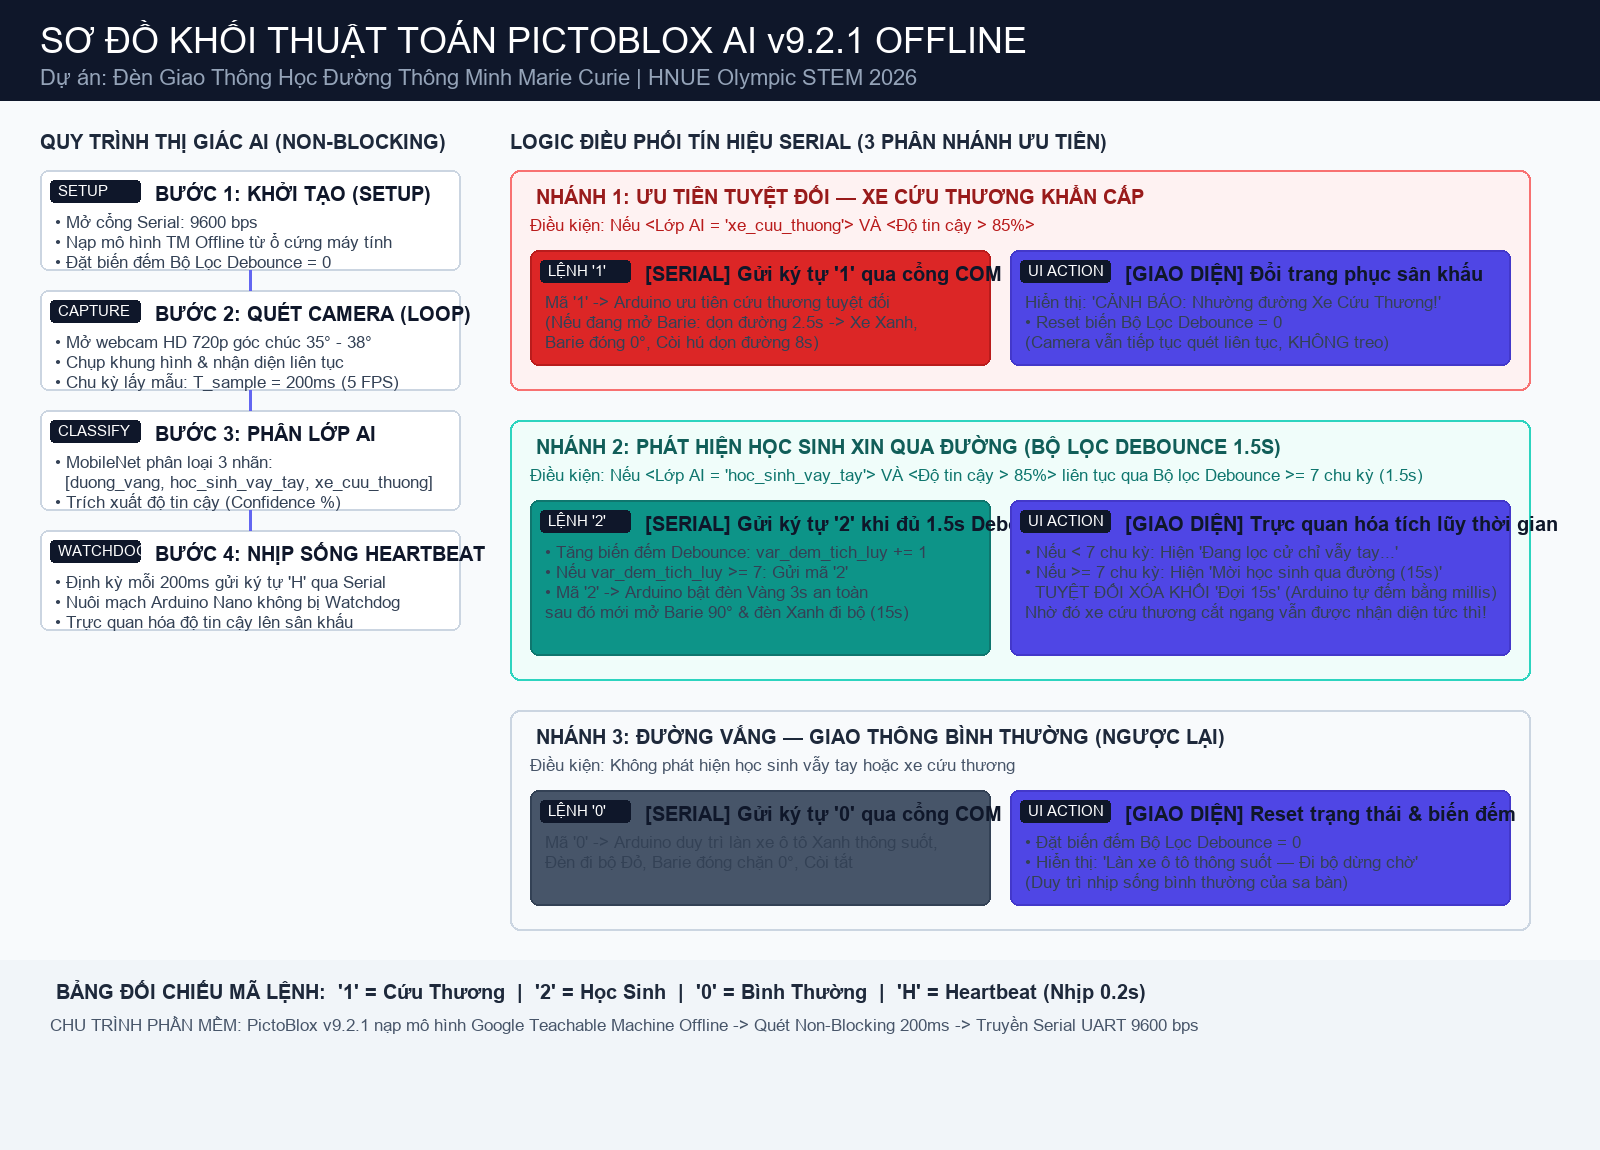 SƠ ĐỒ KHỐI THUẬT TOÁN PICTOBLOX AI v9.2.1 OFFLINE
Dự án: Đèn Giao Thông Học Đường Thông Minh Marie Curie | HNUE Olympic STEM 2026
QUY TRÌNH THỊ GIÁC AI (NON-BLOCKING)
SETUP
BƯỚC 1: KHỞI TẠO (SETUP)
• Mở cổng Serial: 9600 bps
• Nạp mô hình TM Offline từ ổ cứng máy tính
• Đặt biến đếm Bộ Lọc Debounce = 0
CAPTURE
BƯỚC 2: QUÉT CAMERA (LOOP)
• Mở webcam HD 720p góc chúc 35° - 38°
• Chụp khung hình & nhận diện liên tục
• Chu kỳ lấy mẫu: T_sample = 200ms (5 FPS)
CLASSIFY
BƯỚC 3: PHÂN LỚP AI
• MobileNet phân loại 3 nhãn:
[duong_vang, hoc_sinh_vay_tay, xe_cuu_thuong]
• Trích xuất độ tin cậy (Confidence %)
WATCHDOG
BƯỚC 4: NHỊP SỐNG HEARTBEAT
• Định kỳ mỗi 200ms gửi ký tự 'H' qua Serial
• Nuôi mạch Arduino Nano không bị Watchdog
• Trực quan hóa độ tin cậy lên sân khấu
LOGIC ĐIỀU PHỐI TÍN HIỆU SERIAL (3 PHÂN NHÁNH ƯU TIÊN)
NHÁNH 1: ƯU TIÊN TUYỆT ĐỐI — XE CỨU THƯƠNG KHẨN CẤP
Điều kiện: Nếu <Lớp AI = 'xe_cuu_thuong'> VÀ <Độ tin cậy > 85%>
LỆNH '1'
[SERIAL] Gửi ký tự '1' qua cổng COM
Mã '1' -> Arduino ưu tiên cứu thương tuyệt đối
(Nếu đang mở Barie: dọn đường 2.5s -> Xe Xanh,
Barie đóng 0°, Còi hú dọn đường 8s)
UI ACTION
[GIAO DIỆN] Đổi trang phục sân khấu
Hiển thị: 'CẢNH BÁO: Nhường đường Xe Cứu Thương!'
• Reset biến Bộ Lọc Debounce = 0
(Camera vẫn tiếp tục quét liên tục, KHÔNG treo)
NHÁNH 2: PHÁT HIỆN HỌC SINH XIN QUA ĐƯỜNG (BỘ LỌC DEBOUNCE 1.5S)
Điều kiện: Nếu <Lớp AI = 'hoc_sinh_vay_tay'> VÀ <Độ tin cậy > 85%> liên tục qua Bộ lọc Debounce >= 7 chu kỳ (1.5s)
LỆNH '2'
[SERIAL] Gửi ký tự '2' khi đủ 1.5s Debo
• Tăng biến đếm Debounce: var_dem_tich_luy += 1
• Nếu var_dem_tich_luy >= 7: Gửi mã '2'
• Mã '2' -> Arduino bật đèn Vàng 3s an toàn
sau đó mới mở Barie 90° & đèn Xanh đi bộ (15s)
UI ACTION
[GIAO DIỆN] Trực quan hóa tích lũy thời gian
• Nếu < 7 chu kỳ: Hiện 'Đang lọc cử chỉ vẫy tay...'
• Nếu >= 7 chu kỳ: Hiện 'Mời học sinh qua đường (15s)'
TUYỆT ĐỐI XÓA KHỐI 'Đợi 15s' (Arduino tự đếm bằng millis)
Nhờ đó xe cứu thương cắt ngang vẫn được nhận diện tức thì!
NHÁNH 3: ĐƯỜNG VẮNG — GIAO THÔNG BÌNH THƯỜNG (NGƯỢC LẠI)
Điều kiện: Không phát hiện học sinh vẫy tay hoặc xe cứu thương
LỆNH '0'
[SERIAL] Gửi ký tự '0' qua cổng COM
Mã '0' -> Arduino duy trì làn xe ô tô Xanh thông suốt,
Đèn đi bộ Đỏ, Barie đóng chặn 0°, Còi tắt
UI ACTION
[GIAO DIỆN] Reset trạng thái & biến đếm
• Đặt biến đếm Bộ Lọc Debounce = 0
• Hiển thị: 'Làn xe ô tô thông suốt — Đi bộ dừng chờ'
(Duy trì nhịp sống bình thường của sa bàn)
BẢNG ĐỐI CHIẾU MÃ LỆNH: '1' = Cứu Thương | '2' = Học Sinh | '0' = Bình Thường | 'H' = Heartbeat (Nhịp 0.2s)
CHU TRÌNH PHẦN MỀM: PictoBlox v9.2.1 nạp mô hình Google Teachable Machine Offline -> Quét Non-Blocking 200ms -> Truyền Serial UART 9600 bps